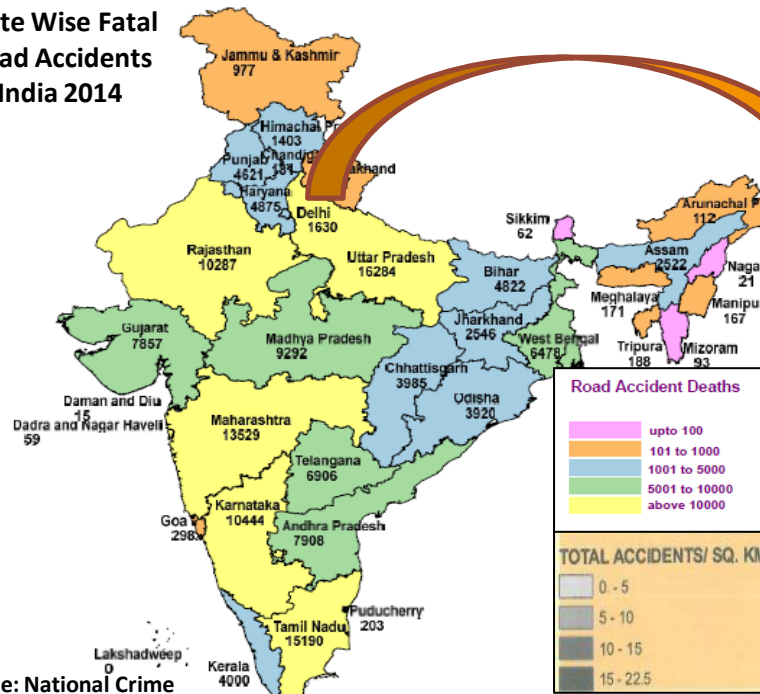 te Wise Fatal
ad Accidents
India 2014
Jammu & Kashmir
977
Himachal Pr
1403
Punjab
4621
Chandig
akhand
Haryana
4875
Delhi
1630
Rajasthan
10287
Uttar Pradesh
16284
Sikkim
62
Arunachal P
112
Assam
2522
Naga
21
Bihar
4822
Meghalaya
171
Manipu
167
Tripura
188
Mizoram
93
Gujarat
7857
Madhya Pradesh
9292
Jharkhand
2546
West Bengal
6478
Chhattisgarh
3985
Odisha
3920
Daman and Diu
15
Dadra and Nagar Haveli
59
Maharashtra
13529
Telangana
6906
Goa
298
Karnataka
10444
Andhra Pradesh
7908
Puducherry
203
Tamil Nadu
15190
Lakshadweep
0
Kerala
4000
Road Accident Deaths
upto 100
101 to 1000
1001 to 5000
5001 to 10000
above 10000
TOTAL ACCIDENTS/ SQ. KM
0 - 5
5 - 10
10 - 15
15 - 22.5
e: National Crime